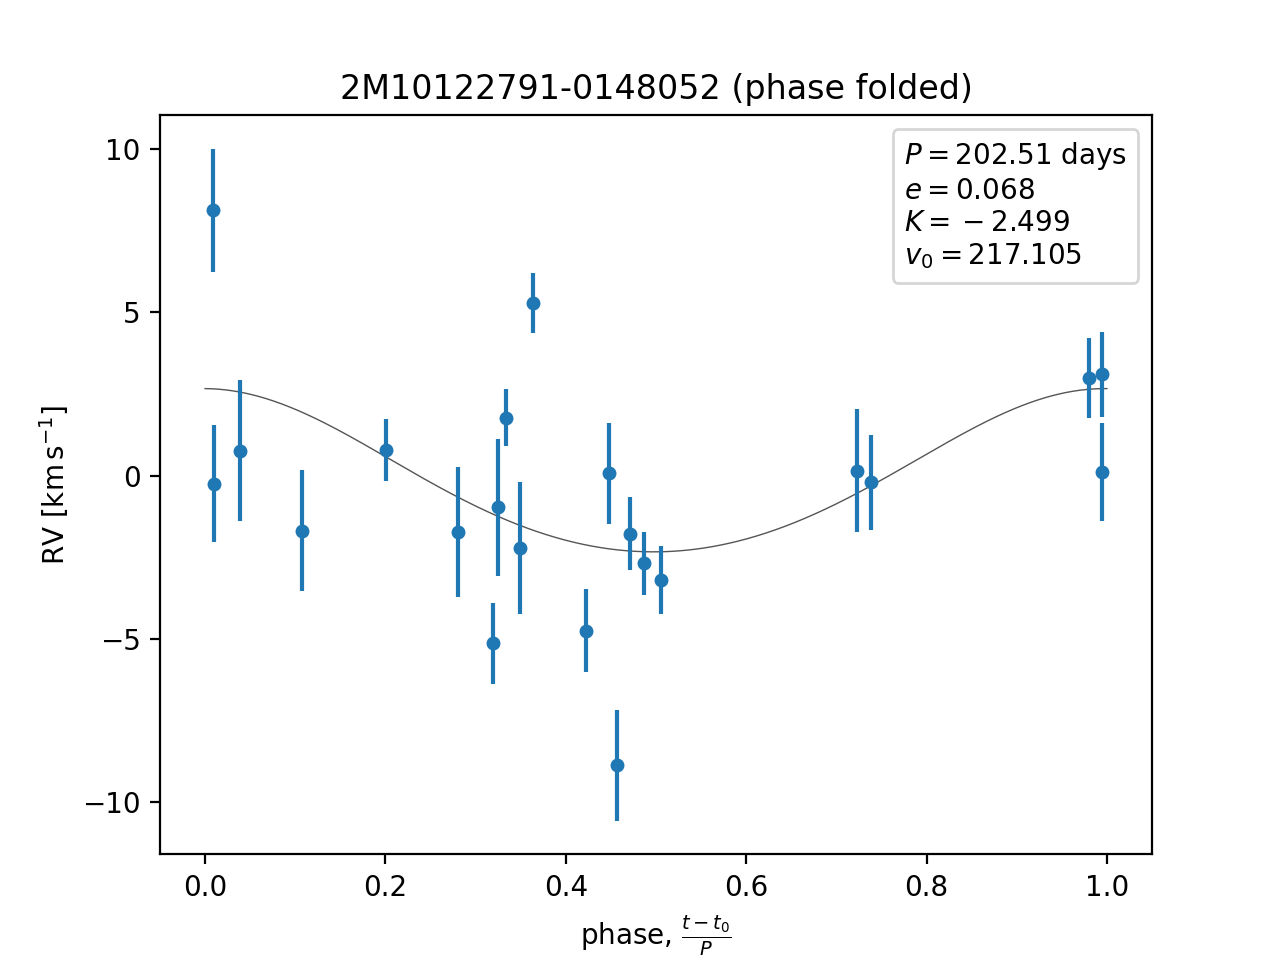 2M10122791-0148052 (phase folded)
P = 202.51 days
e = 0.068
K = −2.499
v₀ = 217.105
10
5
0
−5
−10
RV [km s⁻¹]
0.0 0.2 0.4 0.6 0.8 1.0
phase, (t − t₀)/P